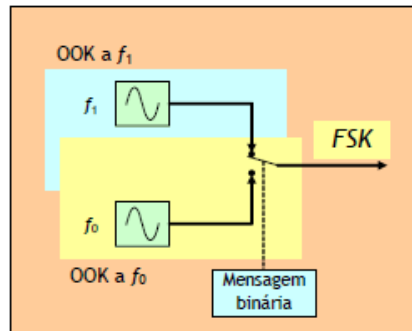 OOK a f1
f1
FSK
f0
OOK a f0
Mensagem
binária